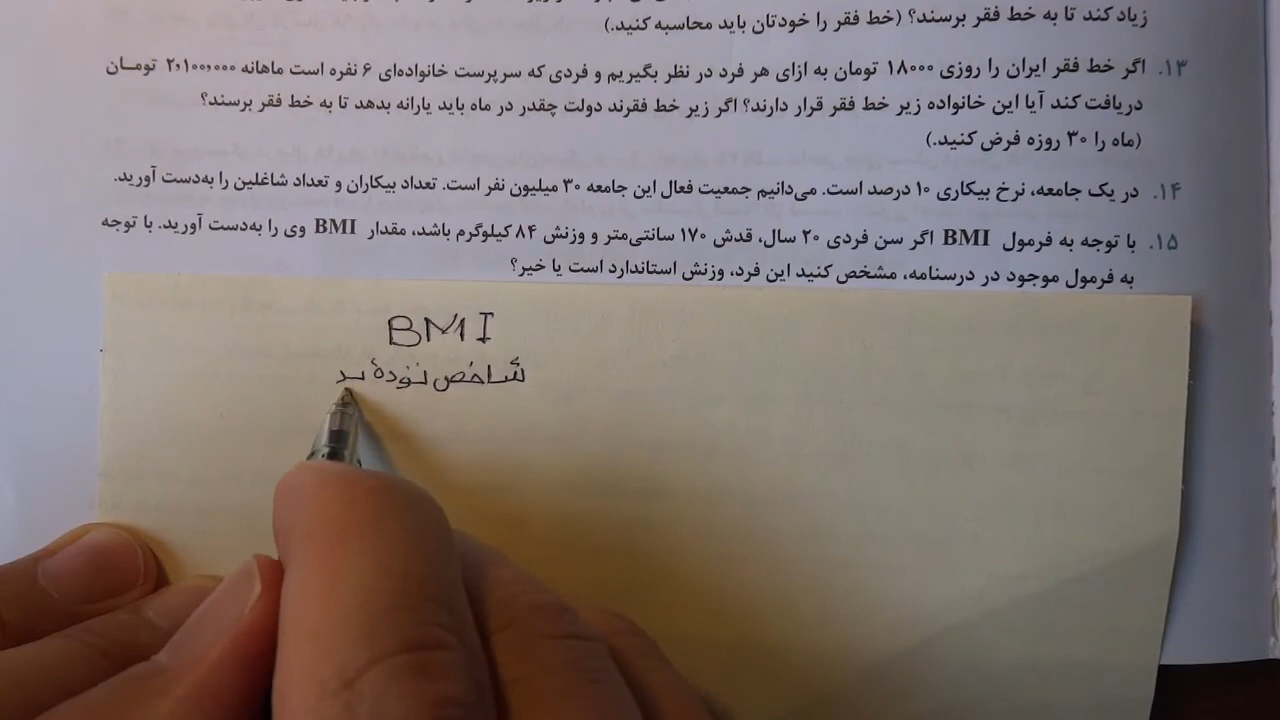 زیاد کند تا به خط فقر برسند؟ (خط فقر را خودتان باید محاسبه کنید.)
۱۳. اگر خط فقر ایران را روزی ۱۸۰۰۰ تومان به ازای هر فرد در نظر بگیریم و فردی که سرپرست خانواده‌ای ۶ نفره است ماهانه ۲,۱۰۰,۰۰۰ تومان
دریافت کند آیا این خانواده زیر خط فقر قرار دارند؟ اگر زیر خط فقرند دولت چقدر در ماه باید یارانه بدهد تا به خط فقر برسند؟
(ماه را ۳۰ روزه فرض کنید.)
۱۴. در یک جامعه، نرخ بیکاری ۱۰ درصد است. می‌دانیم جمعیت فعال این جامعه ۳۰ میلیون نفر است. تعداد بیکاران و تعداد شاغلین را به‌دست آورید.
۱۵. با توجه به فرمول BMI اگر سن فردی ۲۰ سال، قدش ۱۷۰ سانتی‌متر و وزنش ۸۴ کیلوگرم باشد، مقدار BMI وی را به‌دست آورید. با توجه
به فرمول موجود در درسنامه، مشخص کنید این فرد، وزنش استاندارد است یا خیر؟
BMI
شاخص تودهٔ